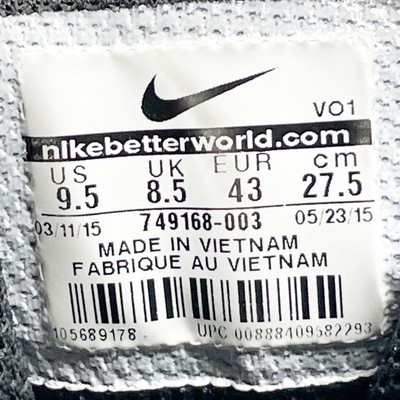 VO1
nikebetterworld.com
US UK EUR cm
9.5 8.5 43 27.5
03/11/15 749168-003 05/23/15
MADE IN VIETNAM
FABRIQUE AU VIETNAM
105689178 UPC 00888409582293